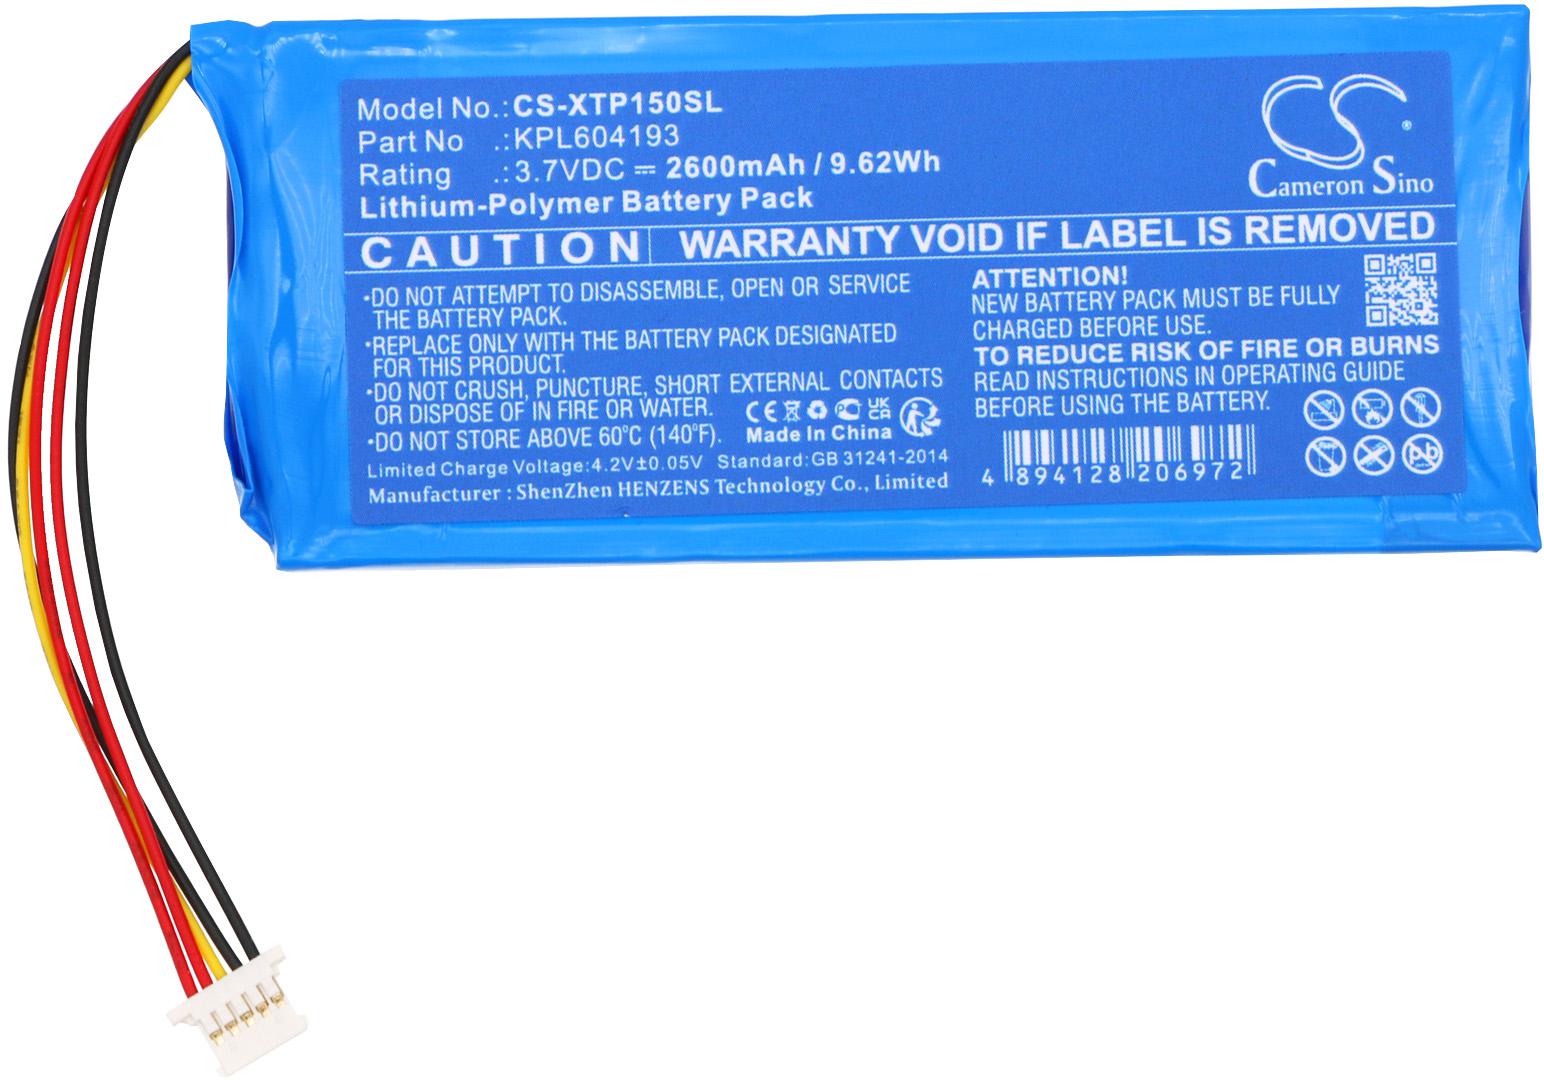 Model No.:CS-XTP150SL
Part No .:KPL604193
Rating .:3.7VDC ⎓ 2600mAh / 9.62Wh
Lithium-Polymer Battery Pack
Cameron Sino
®
CAUTION WARRANTY VOID IF LABEL IS REMOVED
•DO NOT ATTEMPT TO DISASSEMBLE, OPEN OR SERVICE
THE BATTERY PACK.
•REPLACE ONLY WITH THE BATTERY PACK DESIGNATED
FOR THIS PRODUCT.
•DO NOT CRUSH, PUNCTURE, SHORT EXTERNAL CONTACTS
OR DISPOSE OF IN FIRE OR WATER.
•DO NOT STORE ABOVE 60°C (140°F).
CE UKCA
Made In China
Limited Charge Voltage:4.2V±0.05V Standard:GB 31241-2014
Manufacturer : ShenZhen HENZENS Technology Co., Limited
ATTENTION!
NEW BATTERY PACK MUST BE FULLY
CHARGED BEFORE USE.
TO REDUCE RISK OF FIRE OR BURNS
READ INSTRUCTIONS IN OPERATING GUIDE
BEFORE USING THE BATTERY.
4 894128 206972
Pb